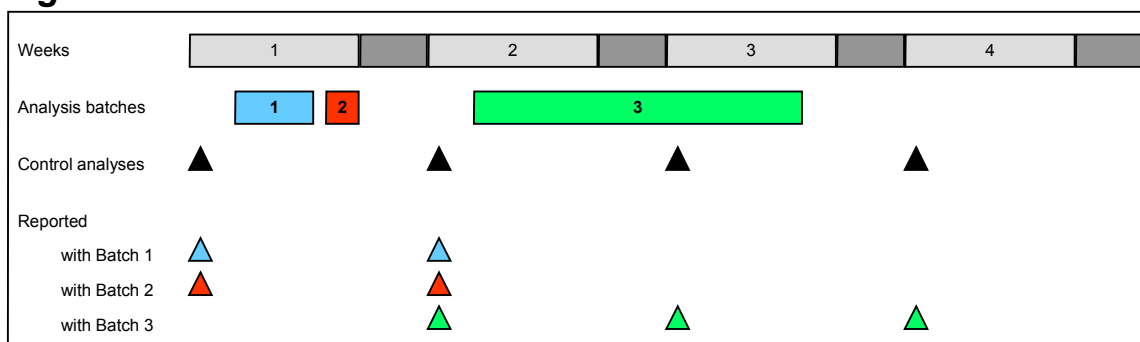 Weeks 1 2 3 4
Analysis batches 1 2 3
Control analyses
Reported
with Batch 1
with Batch 2
with Batch 3